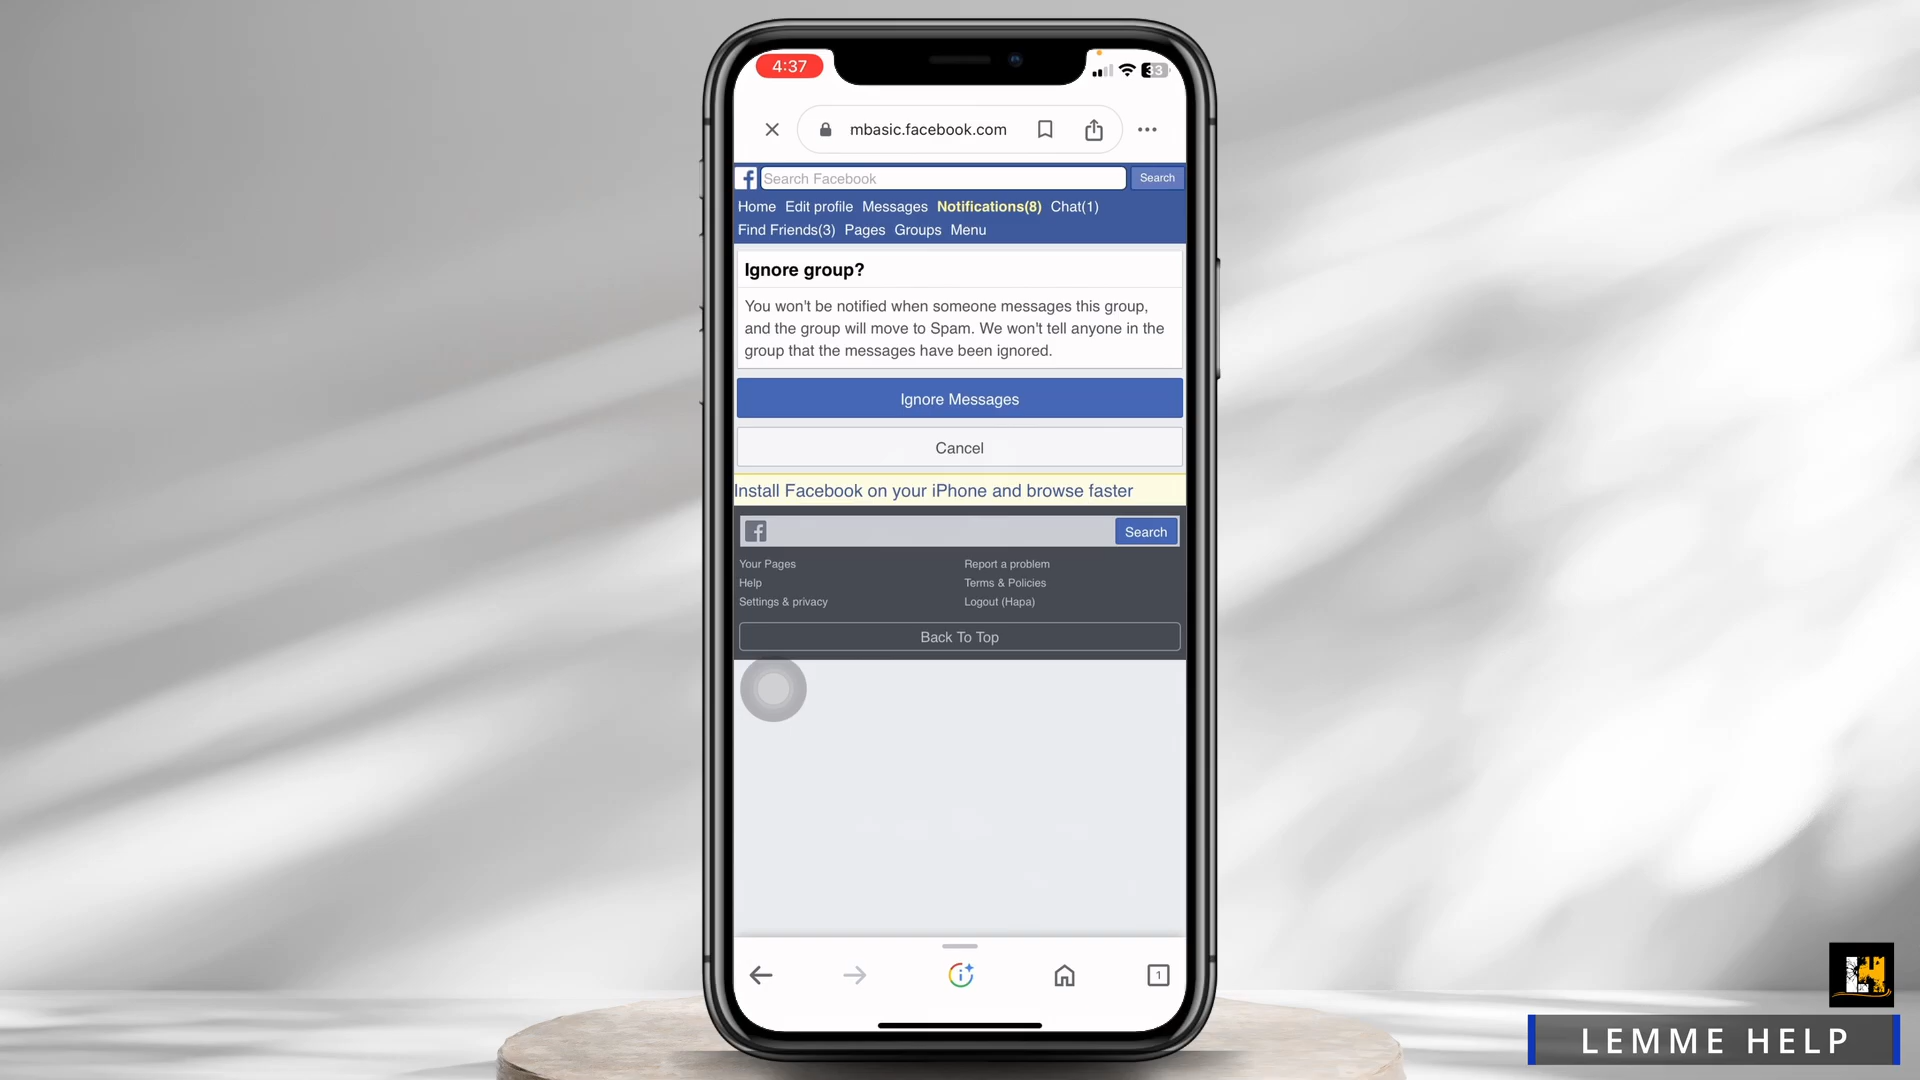 4:37
33
mbasic.facebook.com
Search Facebook
Search
Home Edit profile Messages Notifications(8) Chat(1)
Find Friends(3) Pages Groups Menu
Ignore group?
You won't be notified when someone messages this group,
and the group will move to Spam. We won't tell anyone in the
group that the messages have been ignored.
Ignore Messages
Cancel
Install Facebook on your iPhone and browse faster
Search
Your Pages
Report a problem
Help
Terms & Policies
Settings & privacy
Logout (Hapa)
Back To Top
1
LEMME HELP